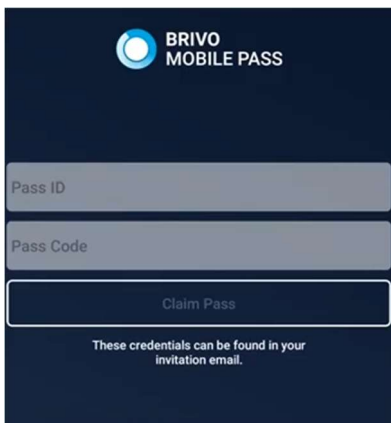 BRIVO
MOBILE PASS
Pass ID
Pass Code
Claim Pass
These credentials can be found in your
invitation email.